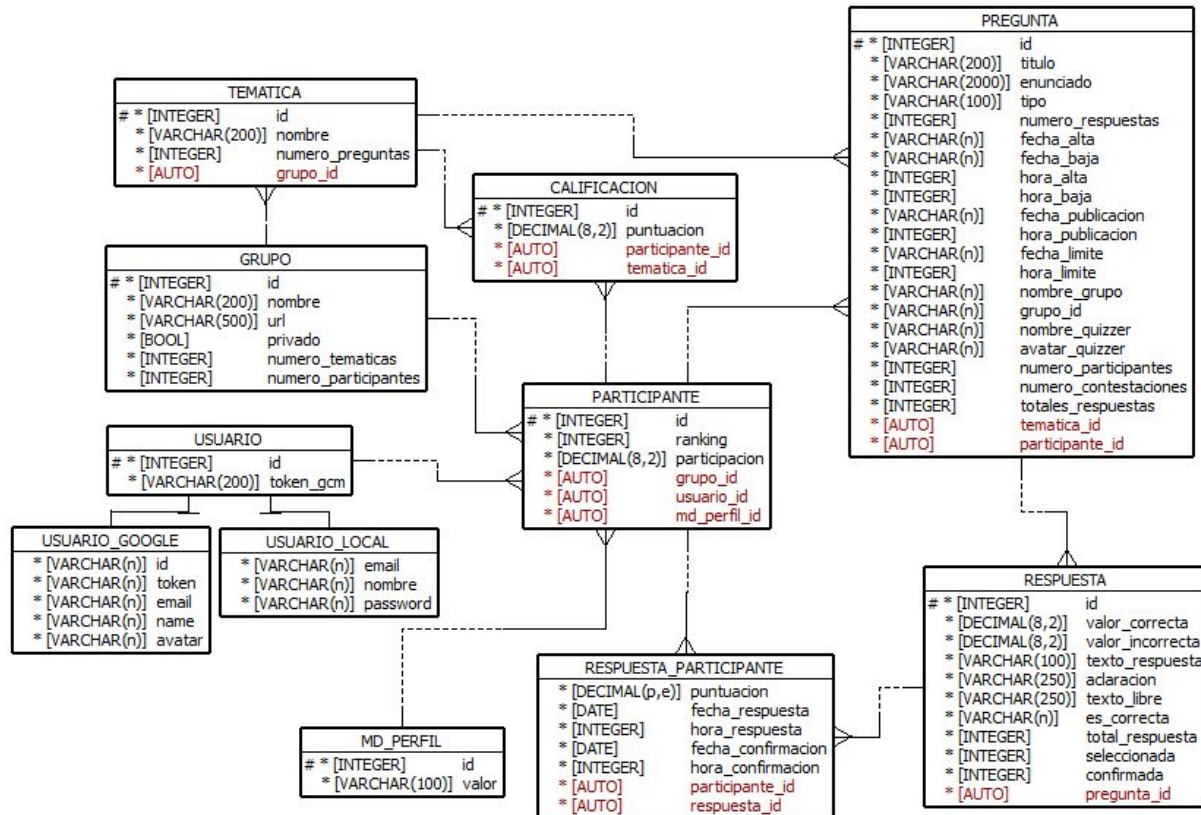 PREGUNTA
# * [INTEGER] id
* [VARCHAR(200)] titulo
* [VARCHAR(2000)] enunciado
* [VARCHAR(100)] tipo
* [INTEGER] numero_respuestas
* [VARCHAR(n)] fecha_alta
* [VARCHAR(n)] fecha_baja
* [INTEGER] hora_alta
* [INTEGER] hora_baja
* [VARCHAR(n)] fecha_publicacion
* [INTEGER] hora_publicacion
* [VARCHAR(n)] fecha_limite
* [INTEGER] hora_limite
* [VARCHAR(n)] nombre_grupo
* [VARCHAR(n)] grupo_id
* [VARCHAR(n)] nombre_quizzer
* [VARCHAR(n)] avatar_quizzer
* [INTEGER] numero_participantes
* [INTEGER] numero_contestaciones
* [INTEGER] totales_respuestas
* [AUTO] tematica_id
* [AUTO] participante_id
TEMATICA
# * [INTEGER] id
* [VARCHAR(200)] nombre
* [INTEGER] numero_preguntas
* [AUTO] grupo_id
CALIFICACION
# * [INTEGER] id
* [DECIMAL(8,2)] puntuacion
* [AUTO] participante_id
* [AUTO] tematica_id
GRUPO
# * [INTEGER] id
* [VARCHAR(200)] nombre
* [VARCHAR(500)] url
* [BOOL] privado
* [INTEGER] numero_tematicas
* [INTEGER] numero_participantes
PARTICIPANTE
# * [INTEGER] id
* [INTEGER] ranking
* [DECIMAL(8,2)] participacion
* [AUTO] grupo_id
* [AUTO] usuario_id
* [AUTO] md_perfil_id
USUARIO
# * [INTEGER] id
* [VARCHAR(200)] token_gcm
USUARIO_GOOGLE
* [VARCHAR(n)] id
* [VARCHAR(n)] token
* [VARCHAR(n)] email
* [VARCHAR(n)] name
* [VARCHAR(n)] avatar
USUARIO_LOCAL
* [VARCHAR(n)] email
* [VARCHAR(n)] nombre
* [VARCHAR(n)] password
RESPUESTA
# * [INTEGER] id
* [DECIMAL(8,2)] valor_correcta
* [DECIMAL(8,2)] valor_incorrecta
* [VARCHAR(100)] texto_respuesta
* [VARCHAR(250)] aclaracion
* [VARCHAR(250)] texto_libre
* [VARCHAR(n)] es_correcta
* [INTEGER] total_respuesta
* [INTEGER] seleccionada
* [INTEGER] confirmada
* [AUTO] pregunta_id
RESPUESTA_PARTICIPANTE
* [DECIMAL(p,e)] puntuacion
* [DATE] fecha_respuesta
* [INTEGER] hora_respuesta
* [DATE] fecha_confirmacion
* [INTEGER] hora_confirmacion
* [AUTO] participante_id
* [AUTO] respuesta_id
MD_PERFIL
# * [INTEGER] id
* [VARCHAR(100)] valor